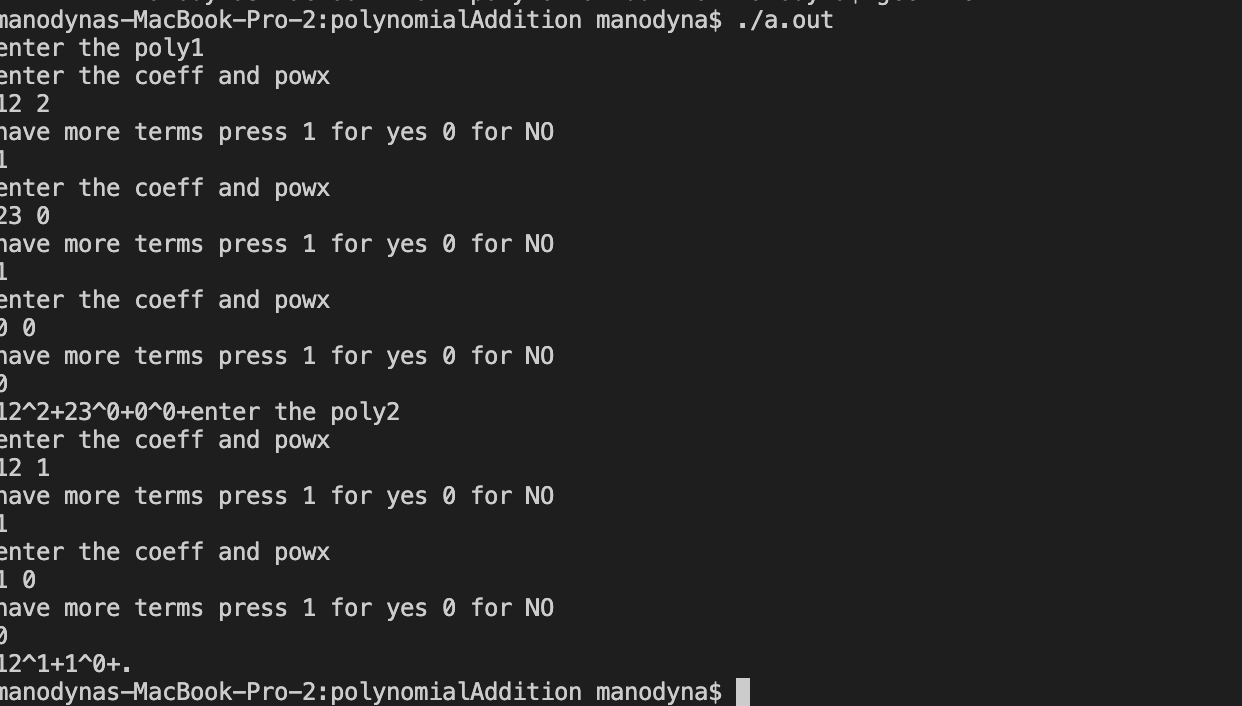 manodynas-MacBook-Pro-2:polynomialAddition manodyna$ ./a.out
enter the poly1
enter the coeff and powx
12 2
have more terms press 1 for yes 0 for NO
1
enter the coeff and powx
23 0
have more terms press 1 for yes 0 for NO
1
enter the coeff and powx
0 0
have more terms press 1 for yes 0 for NO
0
12^2+23^0+0^0+enter the poly2
enter the coeff and powx
12 1
have more terms press 1 for yes 0 for NO
1
enter the coeff and powx
1 0
have more terms press 1 for yes 0 for NO
0
12^1+1^0+.
manodynas-MacBook-Pro-2:polynomialAddition manodyna$